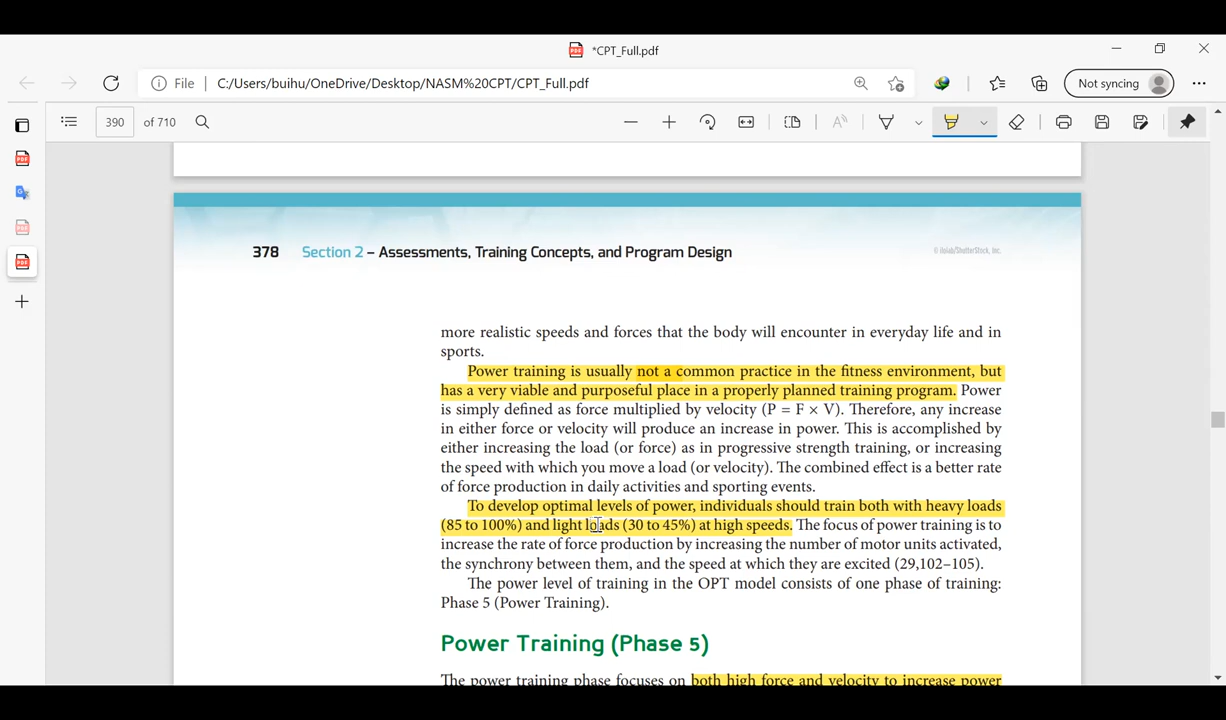 *CPT_Full.pdf
File | C:/Users/buihu/OneDrive/Desktop/NASM%20CPT/CPT_Full.pdf
Not syncing
390 of 710
378 Section 2 – Assessments, Training Concepts, and Program Design
more realistic speeds and forces that the body will encounter in everyday life and in
sports.
Power training is usually not a common practice in the fitness environment, but
has a very viable and purposeful place in a properly planned training program. Power
is simply defined as force multiplied by velocity (P = F × V). Therefore, any increase
in either force or velocity will produce an increase in power. This is accomplished by
either increasing the load (or force) as in progressive strength training, or increasing
the speed with which you move a load (or velocity). The combined effect is a better rate
of force production in daily activities and sporting events.
To develop optimal levels of power, individuals should train both with heavy loads
(85 to 100%) and light loads (30 to 45%) at high speeds. The focus of power training is to
increase the rate of force production by increasing the number of motor units activated,
the synchrony between them, and the speed at which they are excited (29,102–105).
The power level of training in the OPT model consists of one phase of training:
Phase 5 (Power Training).
Power Training (Phase 5)
The power training phase focuses on both high force and velocity to increase power